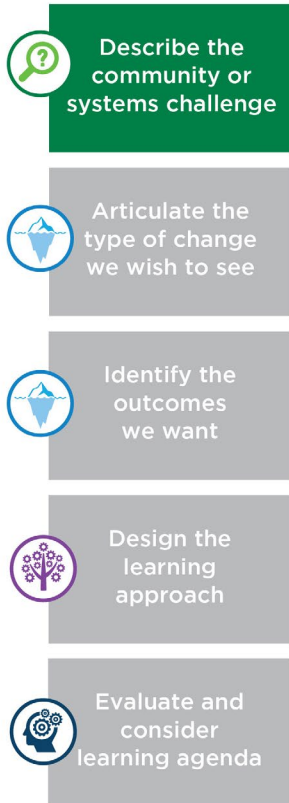 Describe the
community or
systems challenge
Articulate the
type of change
we wish to see
Identify the
outcomes
we want
Design the
learning
approach
Evaluate and
consider
learning agenda